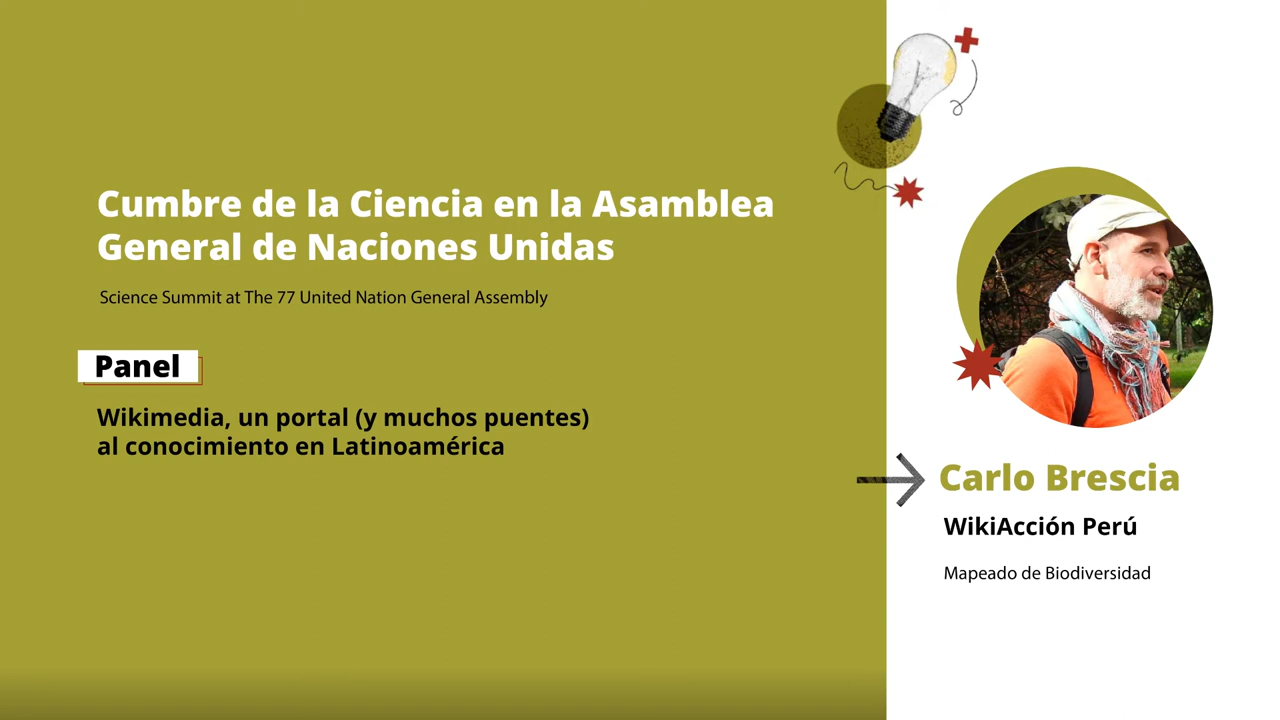 Cumbre de la Ciencia en la Asamblea
General de Naciones Unidas
Science Summit at The 77 United Nation General Assembly
Panel
Wikimedia, un portal (y muchos puentes)
al conocimiento en Latinoamérica
Carlo Brescia
WikiAcción Perú
Mapeado de Biodiversidad